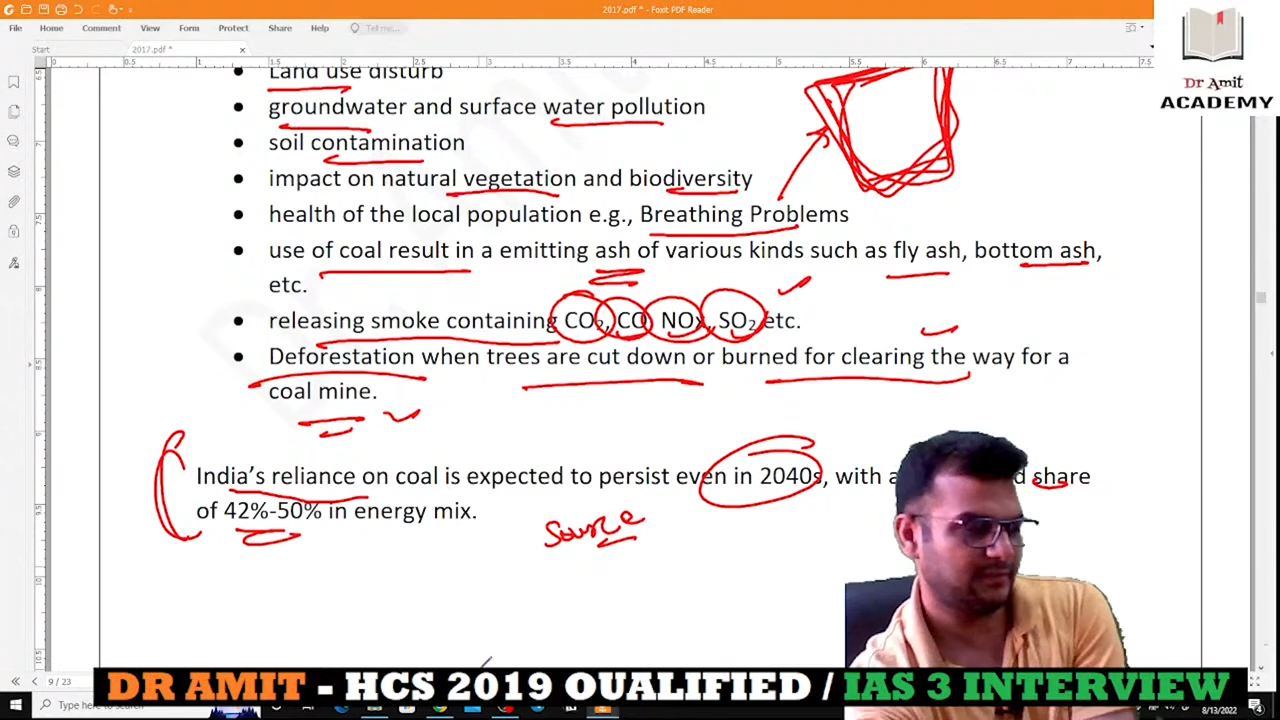 2017.pdf * - Foxit PDF Reader
File Home Comment View Form Protect Share Help Tell me...
Start 2017.pdf *
Dr Amit
ACADEMY
Land use disturb
groundwater and surface water pollution
soil contamination
impact on natural vegetation and biodiversity
health of the local population e.g., Breathing Problems
use of coal result in a emitting ash of various kinds such as fly ash, bottom ash,
etc.
releasing smoke containing CO₂, CO, NOx, SO₂ etc.
Deforestation when trees are cut down or burned for clearing the way for a
coal mine.
India's reliance on coal is expected to persist even in 2040s, with share
of 42%-50% in energy mix.
Source
DR AMIT - HCS 2019 QUALIFIED / IAS 3 INTERVIEW
9 / 23
Type here to
8/13/2022